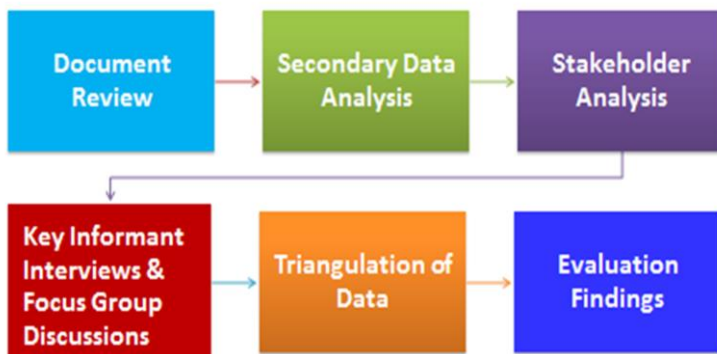 Document
Review
Secondary Data
Analysis
Stakeholder
Analysis
Key Informant
Interviews &
Focus Group
Discussions
Triangulation of
Data
Evaluation
Findings